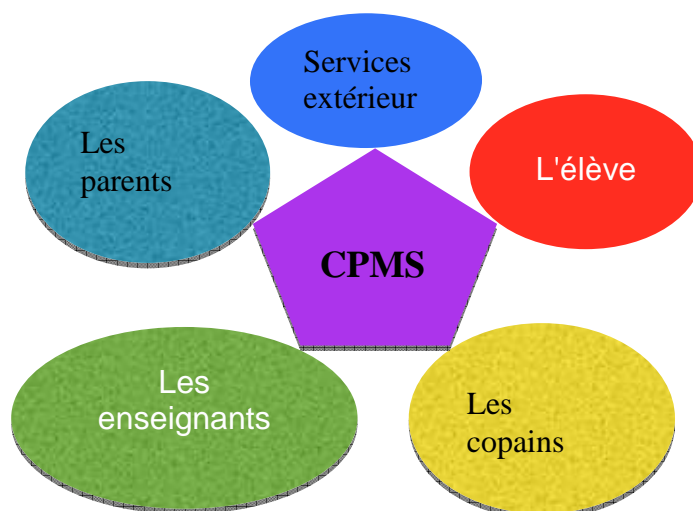 Services
extérieur
Les
parents
L'élève
CPMS
Les
enseignants
Les
copains